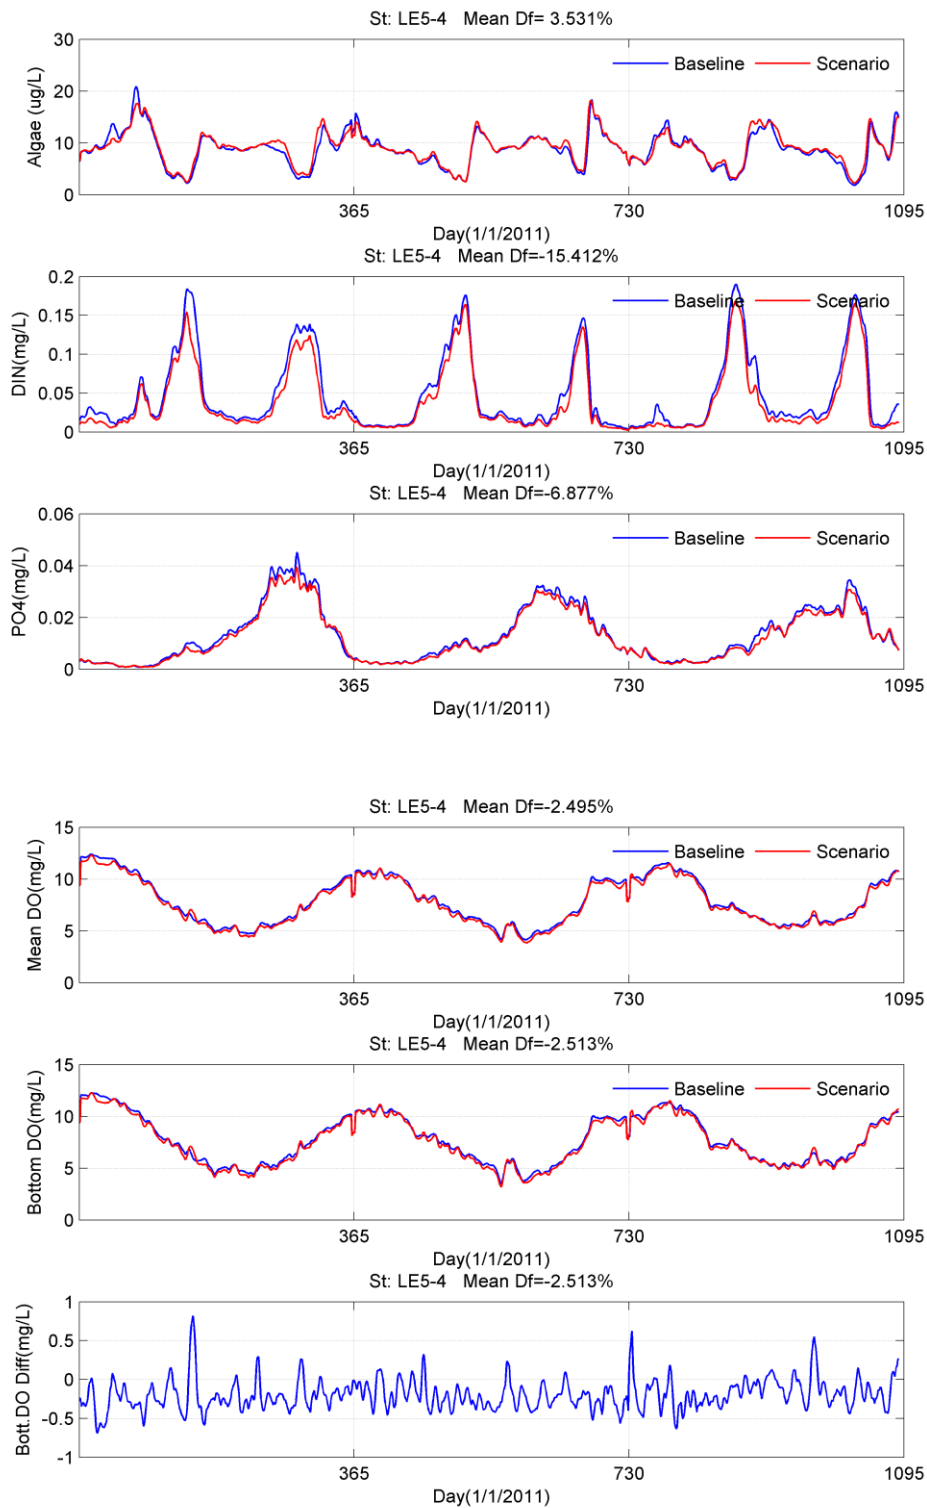 St: LE5-4   Mean Df= 3.531%
30
20
10
0
Algae (ug/L)
Baseline
Scenario
365
730
1095
Day(1/1/2011)
St: LE5-4   Mean Df=-15.412%
0.2
0.15
0.1
0.05
0
DIN(mg/L)
Baseline
Scenario
365
730
1095
Day(1/1/2011)
St: LE5-4   Mean Df=-6.877%
0.06
0.04
0.02
0
PO4(mg/L)
Baseline
Scenario
365
730
1095
Day(1/1/2011)
St: LE5-4   Mean Df=-2.495%
15
10
5
0
Mean DO(mg/L)
Baseline
Scenario
365
730
1095
Day(1/1/2011)
St: LE5-4   Mean Df=-2.513%
15
10
5
0
Bottom DO(mg/L)
Baseline
Scenario
365
730
1095
Day(1/1/2011)
St: LE5-4   Mean Df=-2.513%
1
0.5
0
-0.5
-1
Bott.DO Diff(mg/L)
365
730
1095
Day(1/1/2011)